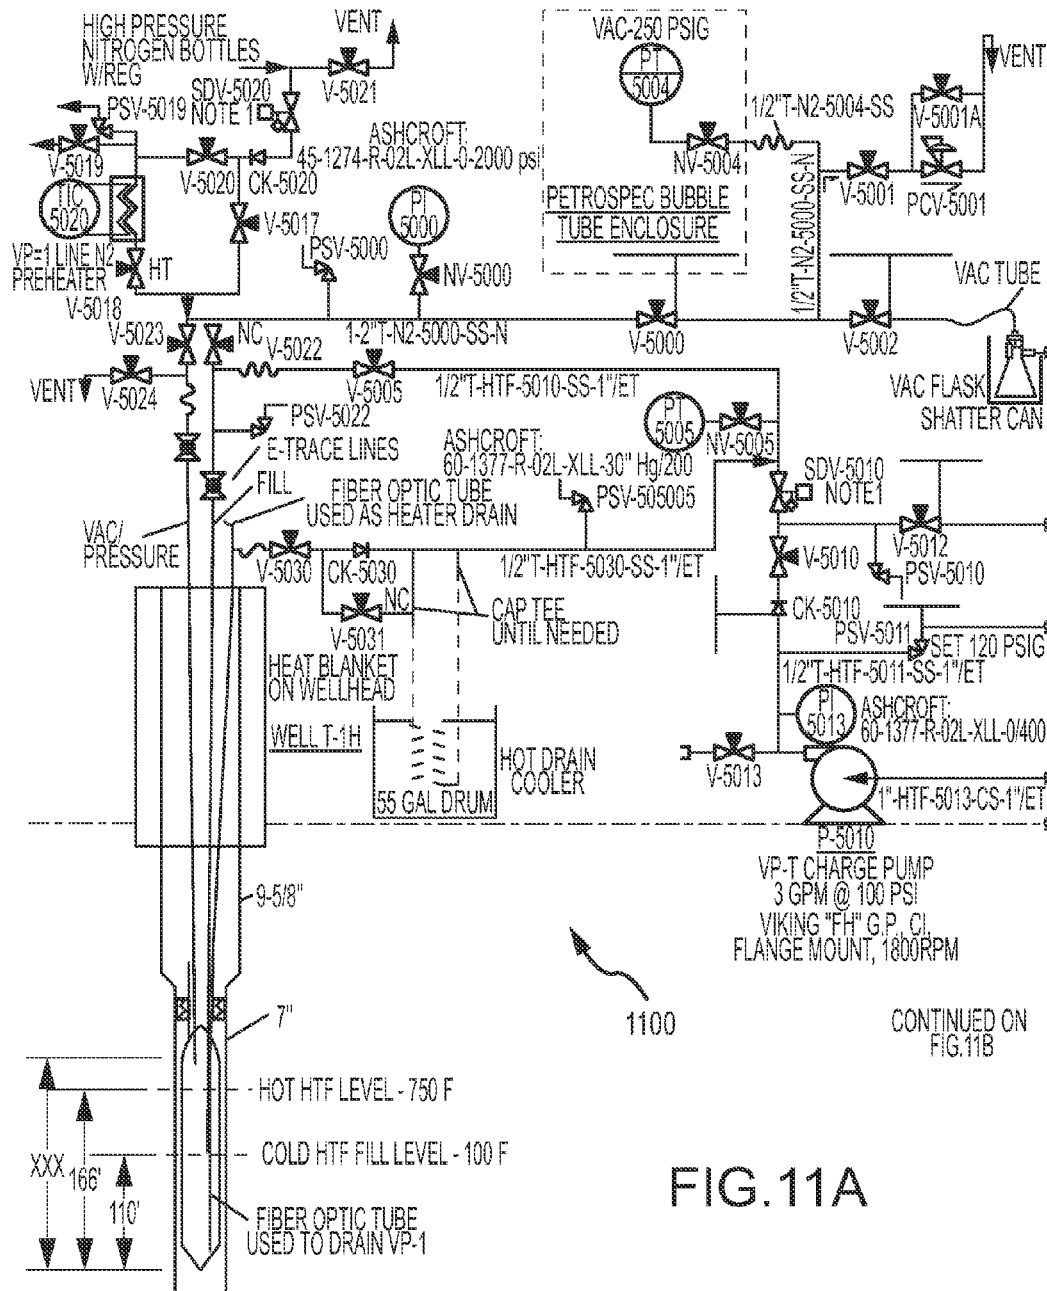 HIGH PRESSURE
NITROGEN BOTTLES
W/REG
VENT
V-5021
SDV-5020
NOTE 1
PSV-5019
V-5019
V-5020
CK-5020
ASHCROFT:
45-1274-R-02L-XLL-0-2000 psi
VAC-250 PSIG
PT
5004
NV-5004
1/2"T-N2-5004-SS
PETROSPEC BUBBLE
TUBE ENCLOSURE
1/2"T-N2-5000-SS-N
VENT
V-5001A
V-5001
PCV-5001
TIC
5020
VP=1 LINE N2
PREHEATER
HT
V-5018
V-5017
PSV-5000
PI
5000
NV-5000
V-5023
NC
1-2"T-N2-5000-SS-N
V-5022
V-5000
V-5002
VAC TUBE
VAC FLASK
SHATTER CAN
VENT
V-5024
V-5005
1/2"T-HTF-5010-SS-1"/ET
PSV-5022
E-TRACE LINES
FILL
PT
5005
NV-5005
ASHCROFT:
60-1377-R-02L-XLL-30" Hg/200
PSV-505005
FIBER OPTIC TUBE
USED AS HEATER DRAIN
SDV-5010
NOTE1
VAC/
PRESSURE
V-5030
CK-5030
1/2"T-HTF-5030-SS-1"/ET
V-5010
V-5012
PSV-5010
NC
V-5031
CAP TEE
UNTIL NEEDED
CK-5010
PSV-5011
SET 120 PSIG
1/2"T-HTF-5011-SS-1"/ET
HEAT BLANKET
ON WELLHEAD
WELL T-1H
PI
5013
ASHCROFT:
60-1377-R-02L-XLL-0/400
HOT DRAIN
COOLER
55 GAL DRUM
V-5013
1"-HTF-5013-CS-1"/ET
P-5010
VP-T CHARGE PUMP
3 GPM @ 100 PSI
VIKING "FH" G.P., CI,
FLANGE MOUNT, 1800RPM
9-5/8"
7"
1100
CONTINUED ON
FIG.11B
HOT HTF LEVEL - 750 F
COLD HTF FILL LEVEL - 100 F
XXX
166'
110'
FIBER OPTIC TUBE
USED TO DRAIN VP-1
FIG.11A